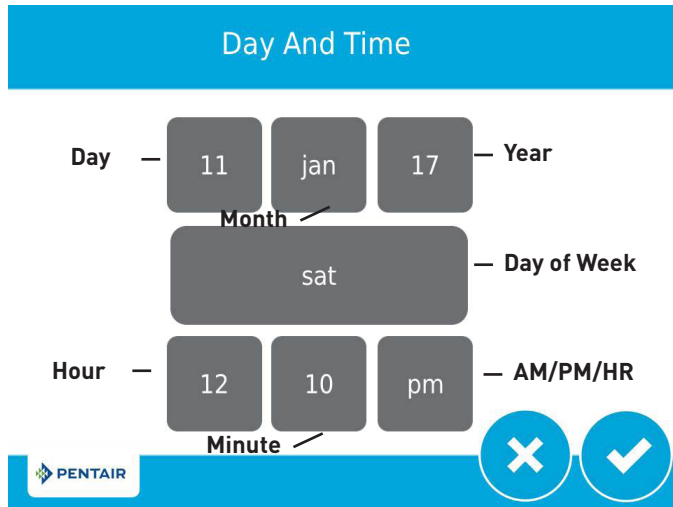 Day And Time
Day 11 jan 17 Year
Month
sat Day of Week
Hour 12 10 pm AM/PM/HR
Minute
PENTAIR